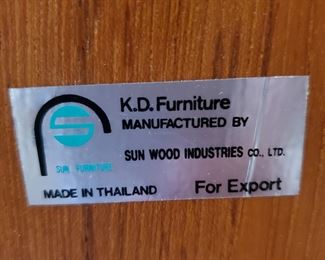 K.D. Furniture
MANUFACTURED BY
SUN WOOD INDUSTRIES CO., LTD.
SUN FURNITURE
MADE IN THAILAND For Export